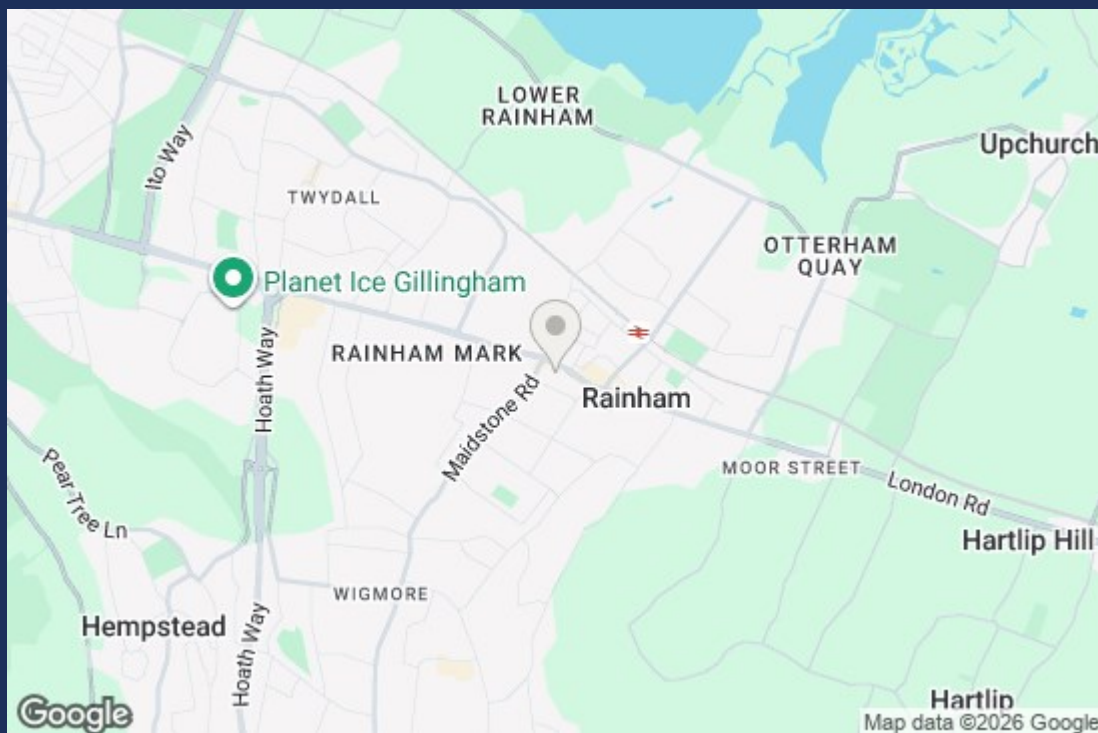 LOWER
RAINHAM
Upchurch
Ito Way
TWYDALL
OTTERHAM
QUAY
Planet Ice Gillingham
RAINHAM MARK
Hoath Way
Maidstone Rd
Rainham
MOOR STREET
London Rd
Pear Tree Ln
Hartlip Hill
WIGMORE
Hempstead
Hoath Way
Hartlip
Google
Map data ©2026 Google